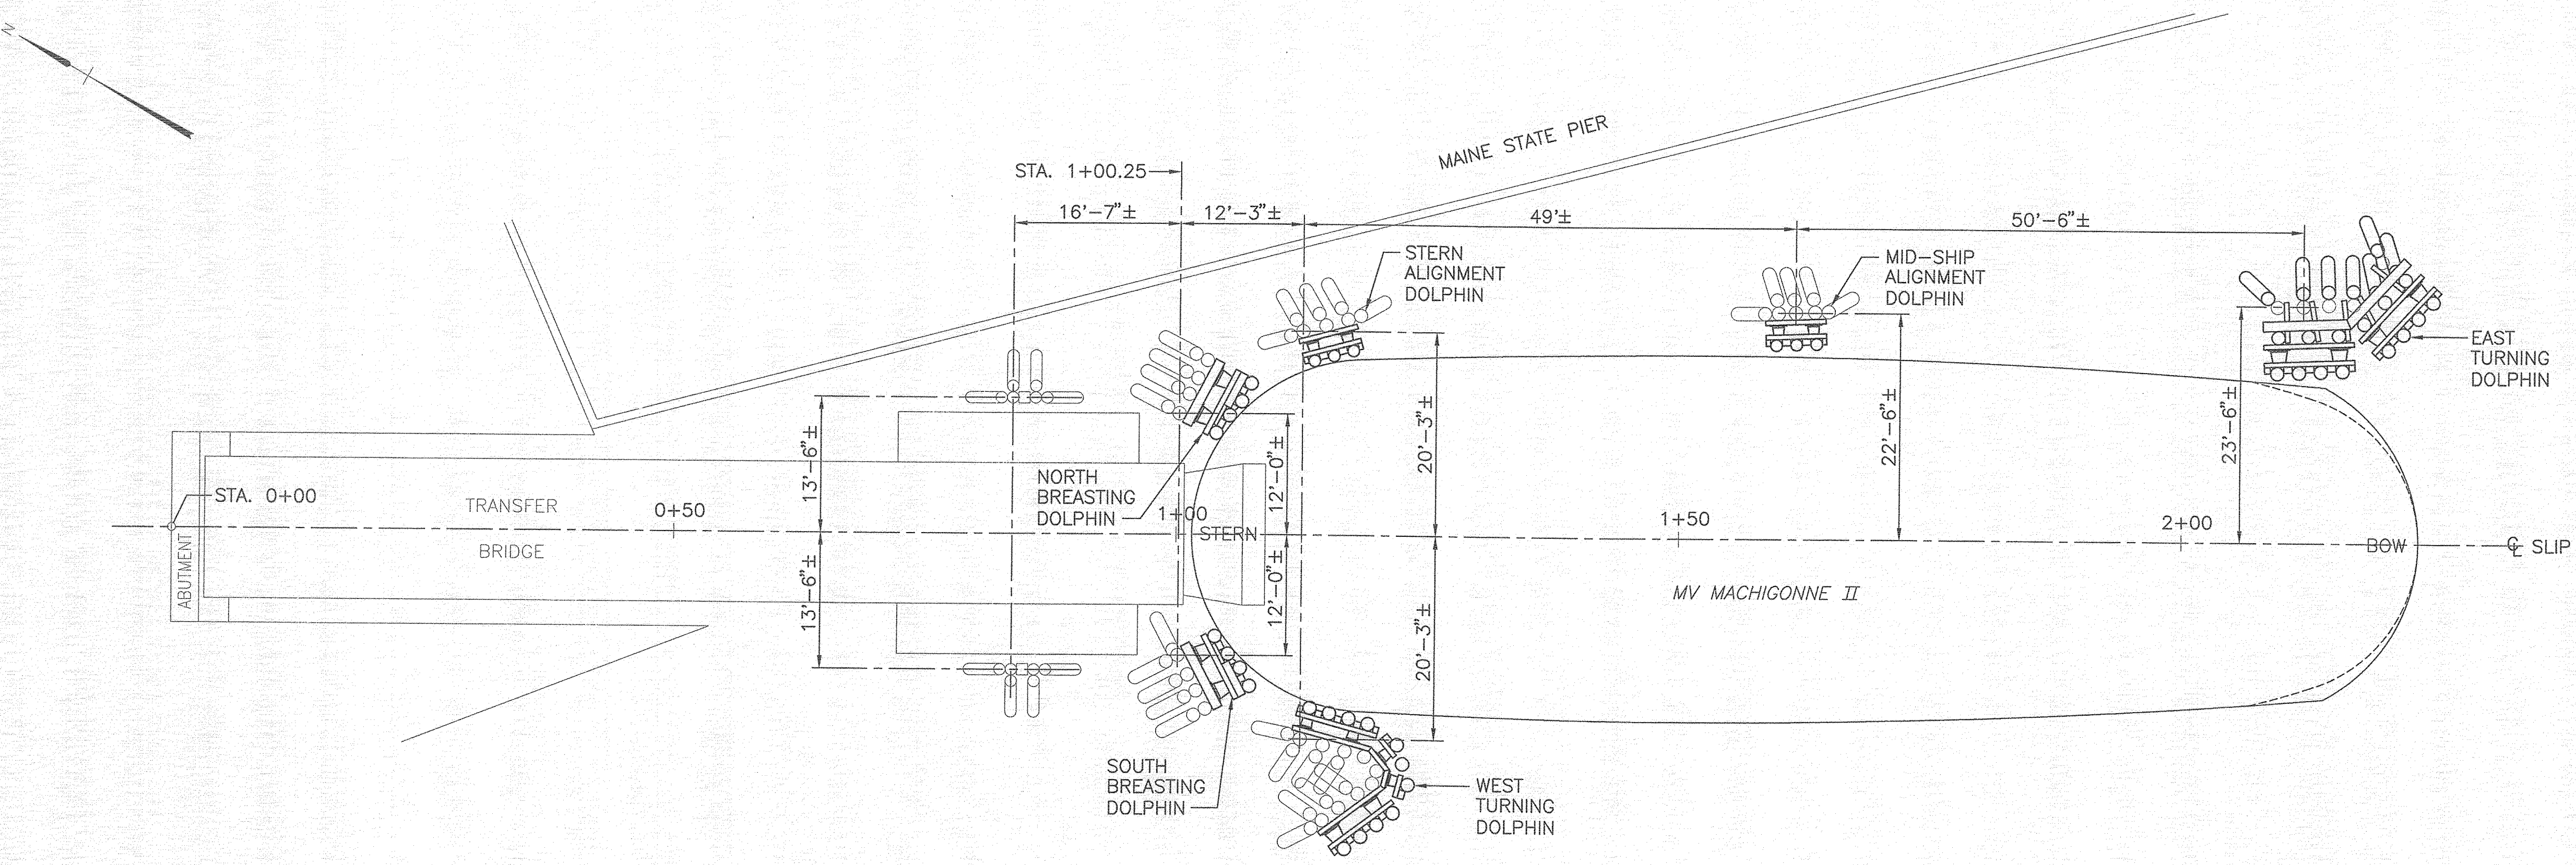 N
MAINE STATE PIER
STA. 1+00.25
16'-7"±
12'-3"±
49'±
50'-6"±
STERN
ALIGNMENT
DOLPHIN
MID-SHIP
ALIGNMENT
DOLPHIN
EAST
TURNING
DOLPHIN
13'-6"±
12'-0"±
20'-3"±
22'-6"±
23'-6"±
NORTH
BREASTING
DOLPHIN
STA. 0+00
TRANSFER
BRIDGE
0+50
1+00
STERN
1+50
2+00
BOW
℄ SLIP
ABUTMENT
13'-6"±
12'-0"±
20'-3"±
MV MACHIGONNE II
SOUTH
BREASTING
DOLPHIN
WEST
TURNING
DOLPHIN